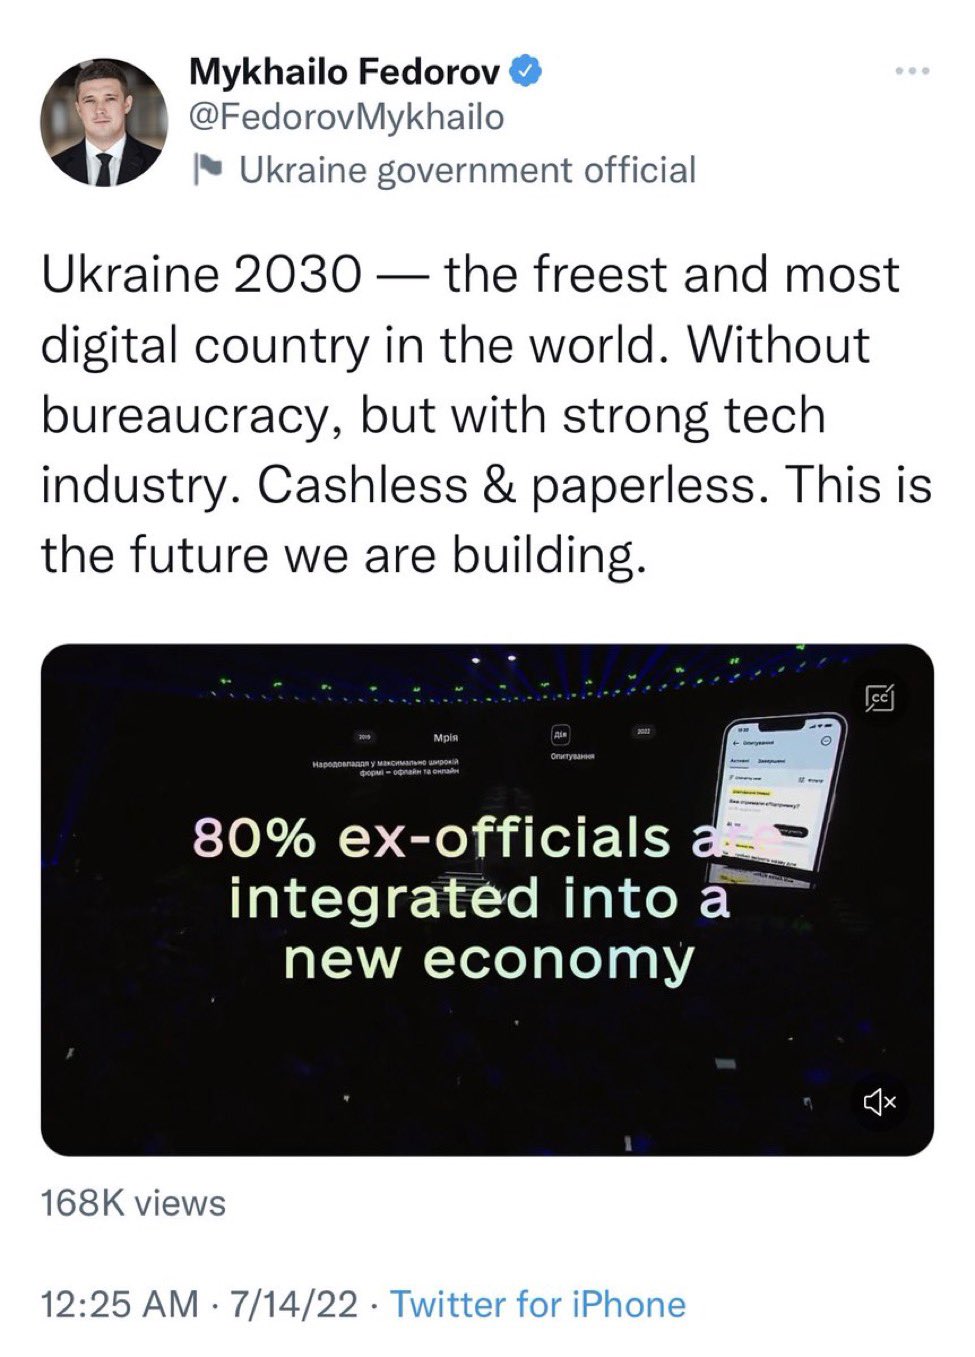 Mykhailo Fedorov
@FedorovMykhailo
Ukraine government official
Ukraine 2030 — the freest and most
digital country in the world. Without
bureaucracy, but with strong tech
industry. Cashless & paperless. This is
the future we are building.
CC
2019
Мрія
Дія
2022
Народовладдя у максимально широкій
формі – офлайн та онлайн
Опитування
Опитування
80% ex-officials are
integrated into a
new economy
168K views
12:25 AM · 7/14/22 · Twitter for iPhone